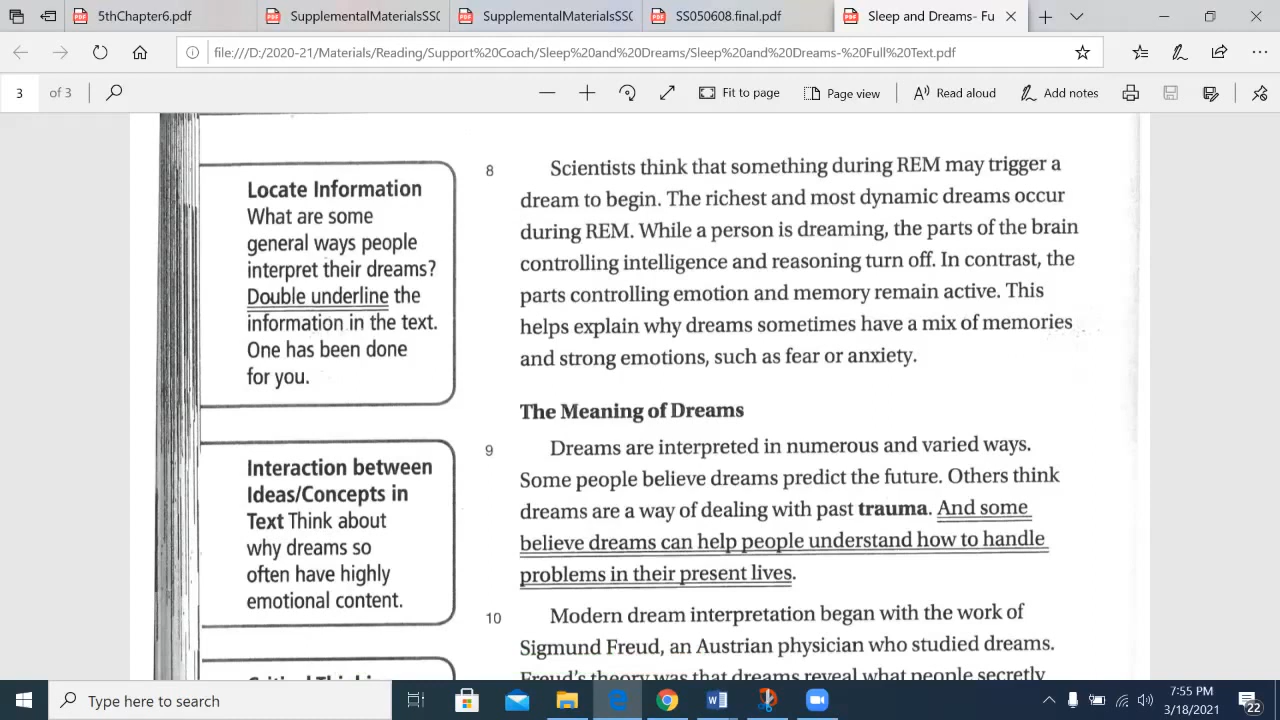 5thChapter6.pdf
SupplementalMaterialsSSC
SupplementalMaterialsSSC
SS050608.final.pdf
Sleep and Dreams- Fu
file:///D:/2020-21/Materials/Reading/Support%20Coach/Sleep%20and%20Dreams/Sleep%20and%20Dreams-%20Full%20Text.pdf
3 of 3
Fit to page
Page view
Read aloud
Add notes
Locate Information
What are some
general ways people
interpret their dreams?
Double underline the
information in the text.
One has been done
for you.
Interaction between
Ideas/Concepts in
Text Think about
why dreams so
often have highly
emotional content.
8 Scientists think that something during REM may trigger a
dream to begin. The richest and most dynamic dreams occur
during REM. While a person is dreaming, the parts of the brain
controlling intelligence and reasoning turn off. In contrast, the
parts controlling emotion and memory remain active. This
helps explain why dreams sometimes have a mix of memories
and strong emotions, such as fear or anxiety.
The Meaning of Dreams
9 Dreams are interpreted in numerous and varied ways.
Some people believe dreams predict the future. Others think
dreams are a way of dealing with past trauma. And some
believe dreams can help people understand how to handle
problems in their present lives.
10 Modern dream interpretation began with the work of
Sigmund Freud, an Austrian physician who studied dreams.
Freud's theory was that dreams reveal what people secretly
Type here to search
7:55 PM
3/18/2021
22